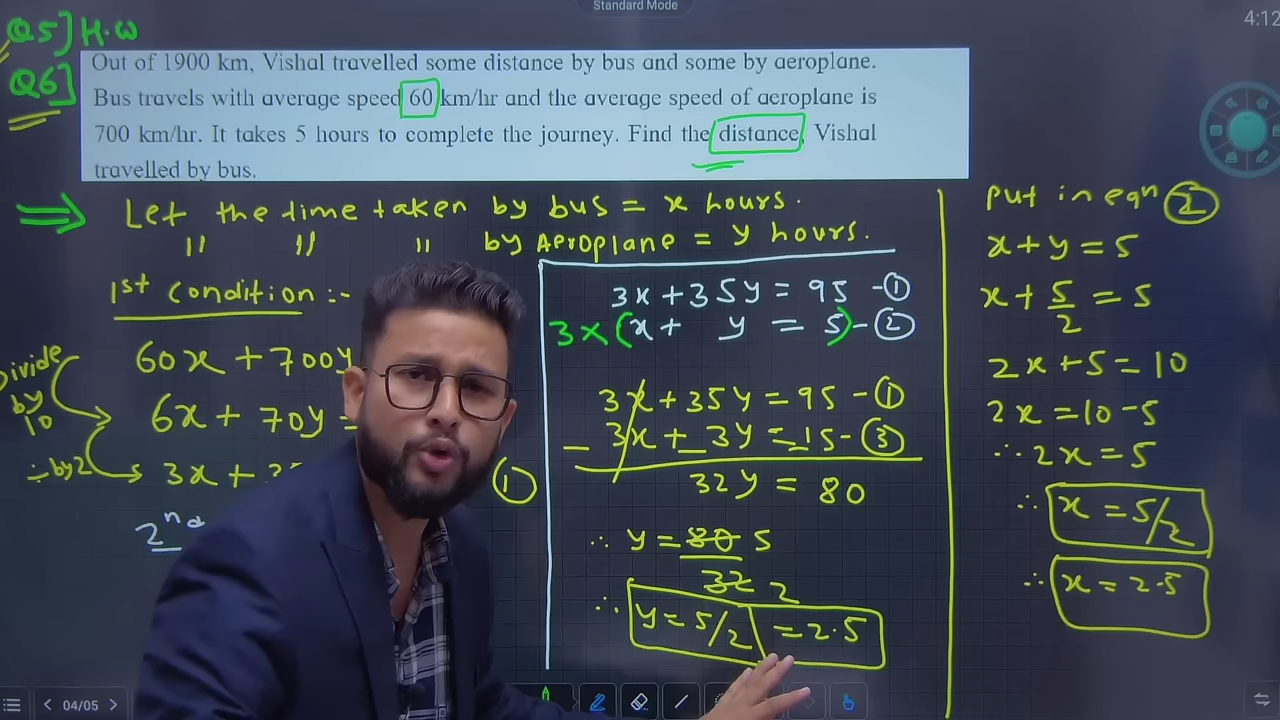 Standard Mode
4:12
Q5] H.W
Q6]
Out of 1900 km, Vishal travelled some distance by bus and some by aeroplane.
Bus travels with average speed 60 km/hr and the average speed of aeroplane is
700 km/hr. It takes 5 hours to complete the journey. Find the distance, Vishal
travelled by bus.
⇒ Let the time taken by bus = x hours.
" " " by Aeroplane = y hours.
1st condition :-
60x + 700y
Divide by 10
6x + 70y =
÷ by 2
3x + 3
①
2nd
3x + 35y = 95 - ①
3 × (x + y = 5) - ②
3x + 35y = 95 - ①
- 3x + _ 3y = _ 15 - ③
32y = 80
∴ y = 80 5
32 2
∴ y = 5/2 = 2.5
put in eqn ②
x + y = 5
x + 5/2 = 5
2x + 5 = 10
2x = 10 - 5
∴ 2x = 5
∴ x = 5/2
∴ x = 2.5
04/05